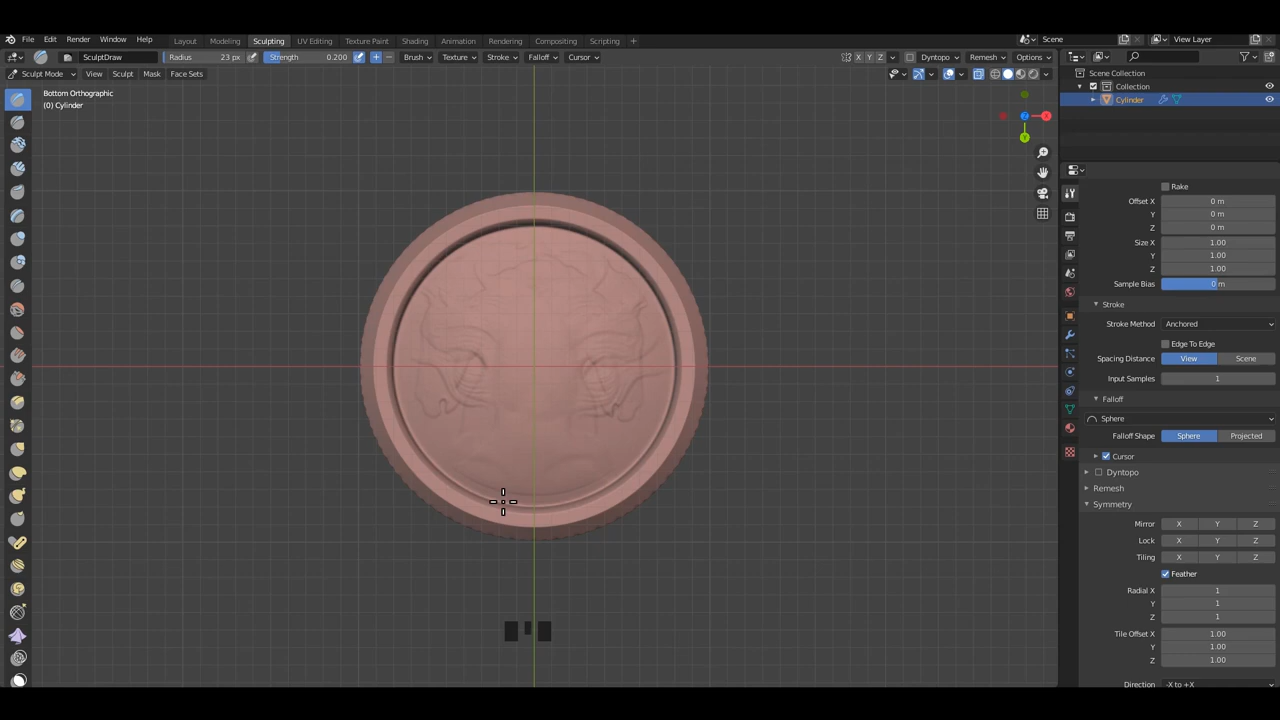 File Edit Render Window Help Layout Modeling Sculpting UV Editing Texture Paint Shading Animation Rendering Compositing Scripting + Scene View Layer
SculptDraw Radius 23 px Strength 0.200 + − Brush Texture Stroke Falloff Cursor X Y Z Dyntopo Remesh Options
Sculpt Mode View Sculpt Mask Face Sets
Scene Collection
Collection
Cylinder
Bottom Orthographic
(0) Cylinder
Z X
Y
Rake
Offset X 0 m
Y 0 m
Z 0 m
Size X 1.00
Y 1.00
Z 1.00
Sample Bias 0 m
Stroke
Stroke Method Anchored
Edge To Edge
Spacing Distance View Scene
Input Samples 1
Falloff
Sphere
Falloff Shape Sphere Projected
Cursor
Dyntopo
Remesh
Symmetry
Mirror X Y Z
Lock X Y Z
Tiling X Y Z
Feather
Radial X 1
Y 1
Z 1
Tile Offset X 1.00
Y 1.00
Z 1.00
Direction -X to +X